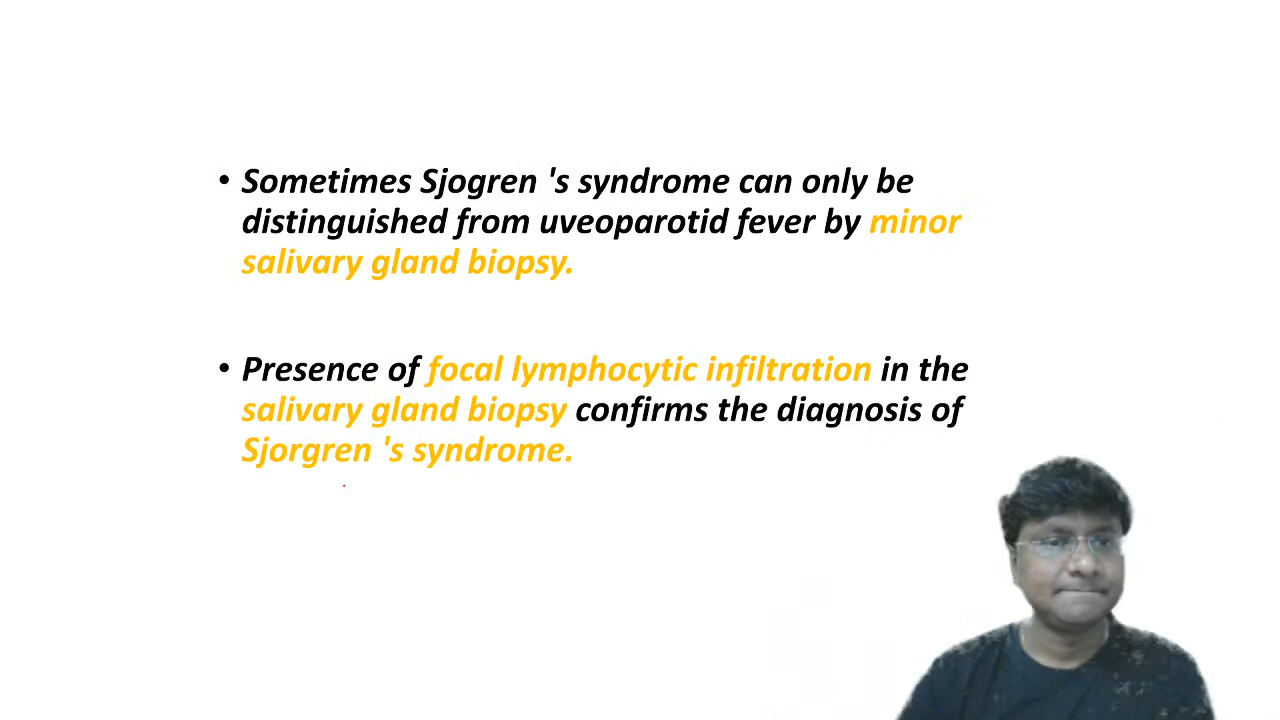 • Sometimes Sjogren 's syndrome can only be
distinguished from uveoparotid fever by minor
salivary gland biopsy.
• Presence of focal lymphocytic infiltration in the
salivary gland biopsy confirms the diagnosis of
Sjorgren 's syndrome.